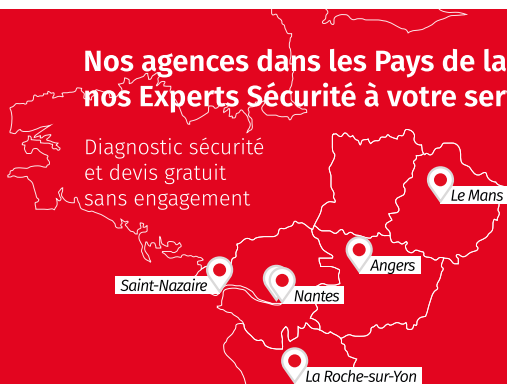 Nos agences dans les Pays de la
nos Experts Sécurité à votre
Diagnostic sécurité
et devis gratuit
sans engagement
Le Mans
Angers
Saint-Nazaire
Nantes
La Roche-sur-Yon